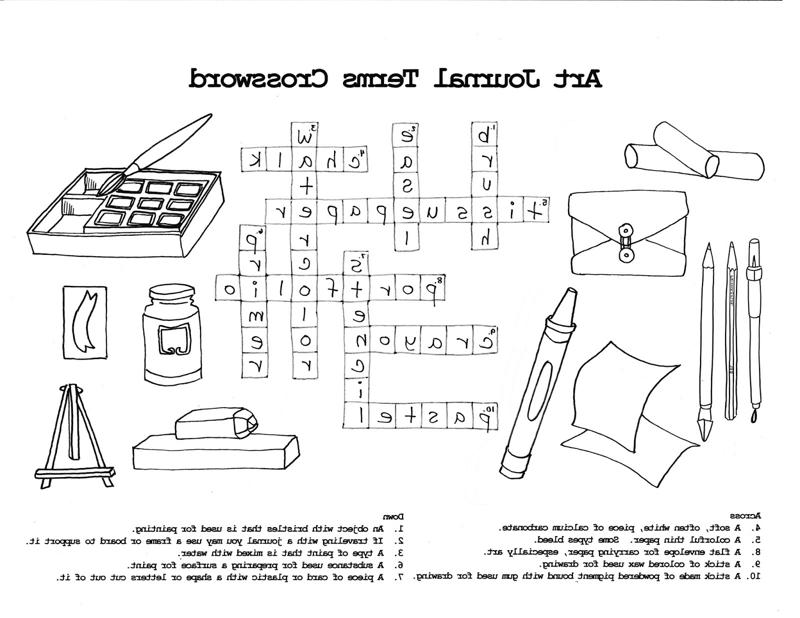 Art Journal Terms Crossword
1. brush
2. easel
3. watercolor
4. chalk
5. tissuepaper
6. primer
7. stencil
8. portfolio
9. crayon
10. pastel
Across
4. A soft, often white, piece of calcium carbonate.
5. A colorful thin paper. Some types bleed.
8. A flat envelope for carrying paper, especially art.
9. A stick of colored wax used for drawing.
10. A stick made of powdered pigment bound with gum used for drawing.
Down
1. An object with bristles that is used for painting.
2. If traveling with a journal you may use a frame or board to support it.
3. A type of paint that is mixed with water.
6. A substance used for preparing a surface for paint.
7. A piece of card or plastic with a shape or letters cut out of it.